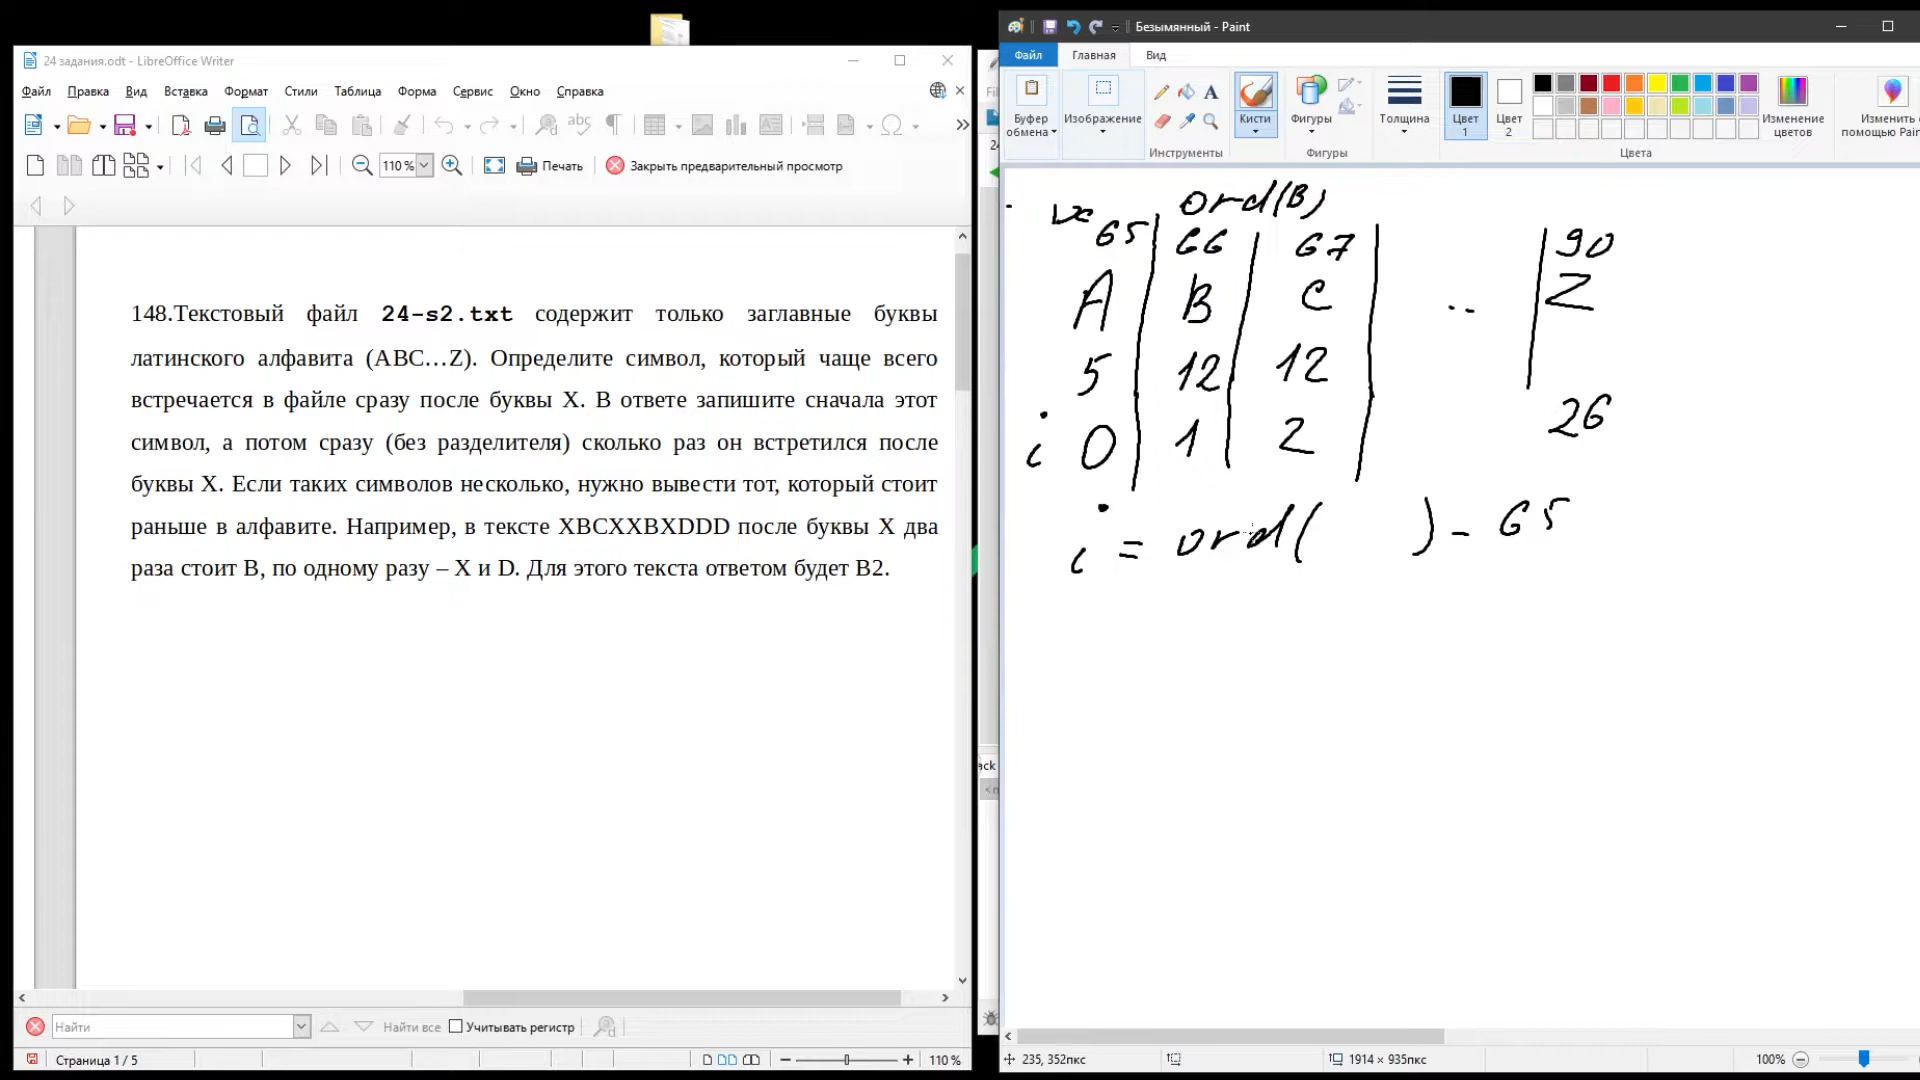 24 задания.odt - LibreOffice Writer
Файл Правка Вид Вставка Формат Стили Таблица Форма Сервис Окно Справка
110 % Печать Закрыть предварительный просмотр
148.Текстовый файл 24-s2.txt содержит только заглавные буквы
латинского алфавита (ABC…Z). Определите символ, который чаще всего
встречается в файле сразу после буквы X. В ответе запишите сначала этот
символ, а потом сразу (без разделителя) сколько раз он встретился после
буквы X. Если таких символов несколько, нужно вывести тот, который стоит
раньше в алфавите. Например, в тексте XBCXXBXDDD после буквы X два
раза стоит B, по одному разу – X и D. Для этого текста ответом будет B2.
Найти Найти все Учитывать регистр
Страница 1 / 5 110 %
Безымянный - Paint
Файл Главная Вид
Буфер обмена Изображение Кисти Фигуры Толщина Цвет 1 Цвет 2 Изменение цветов Изменить с помощью Pain
Инструменты Фигуры Цвета
ord(B)
65 66 67 90
A B C .. Z
5 12 12
26
i 0 1 2
i = ord( ) - 65
235, 352пкс 1914 × 935пкс 100%